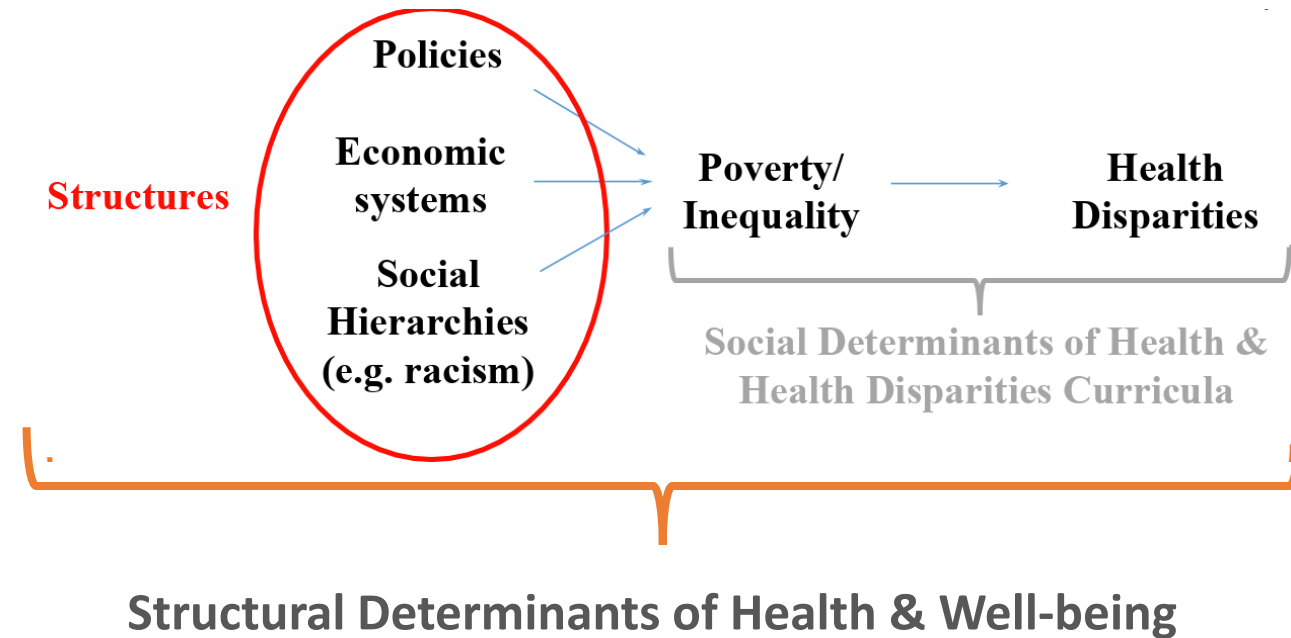 Policies
Economic
systems
Structures
Social
Hierarchies
(e.g. racism)
Poverty/
Inequality
Health
Disparities
Social Determinants of Health &
Health Disparities Curricula
Structural Determinants of Health & Well-being